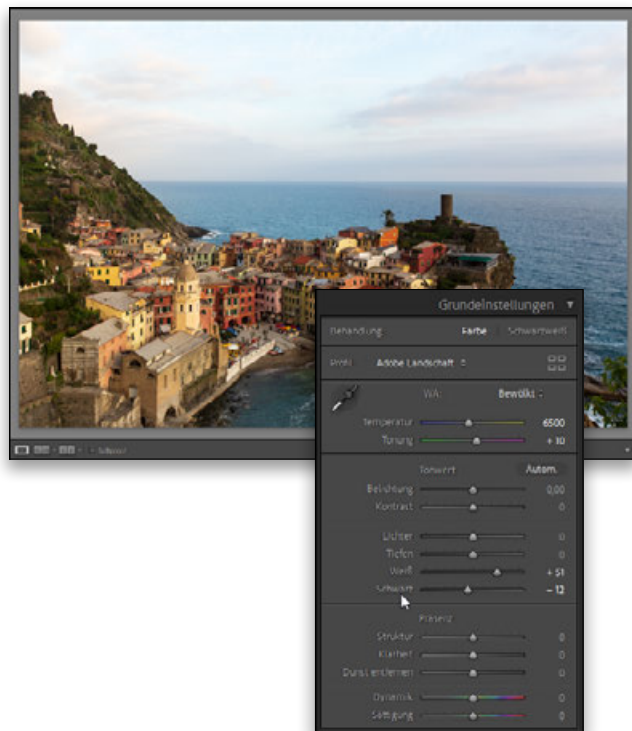 Grundeinstellungen
Behandlung: Farbe Schwarzweiß
Profil: Adobe Landschaft
WA: Bewölkt
Temperatur 6500
Tonung + 10
Tonwert Autom.
Belichtung 0,00
Kontrast 0
Lichter 0
Tiefen 0
Weiß + 51
Schwarz
Präsenz
Struktur 0
Klarheit 0
Dunst entfernen 0
Dynamik 0
Sättigung 0